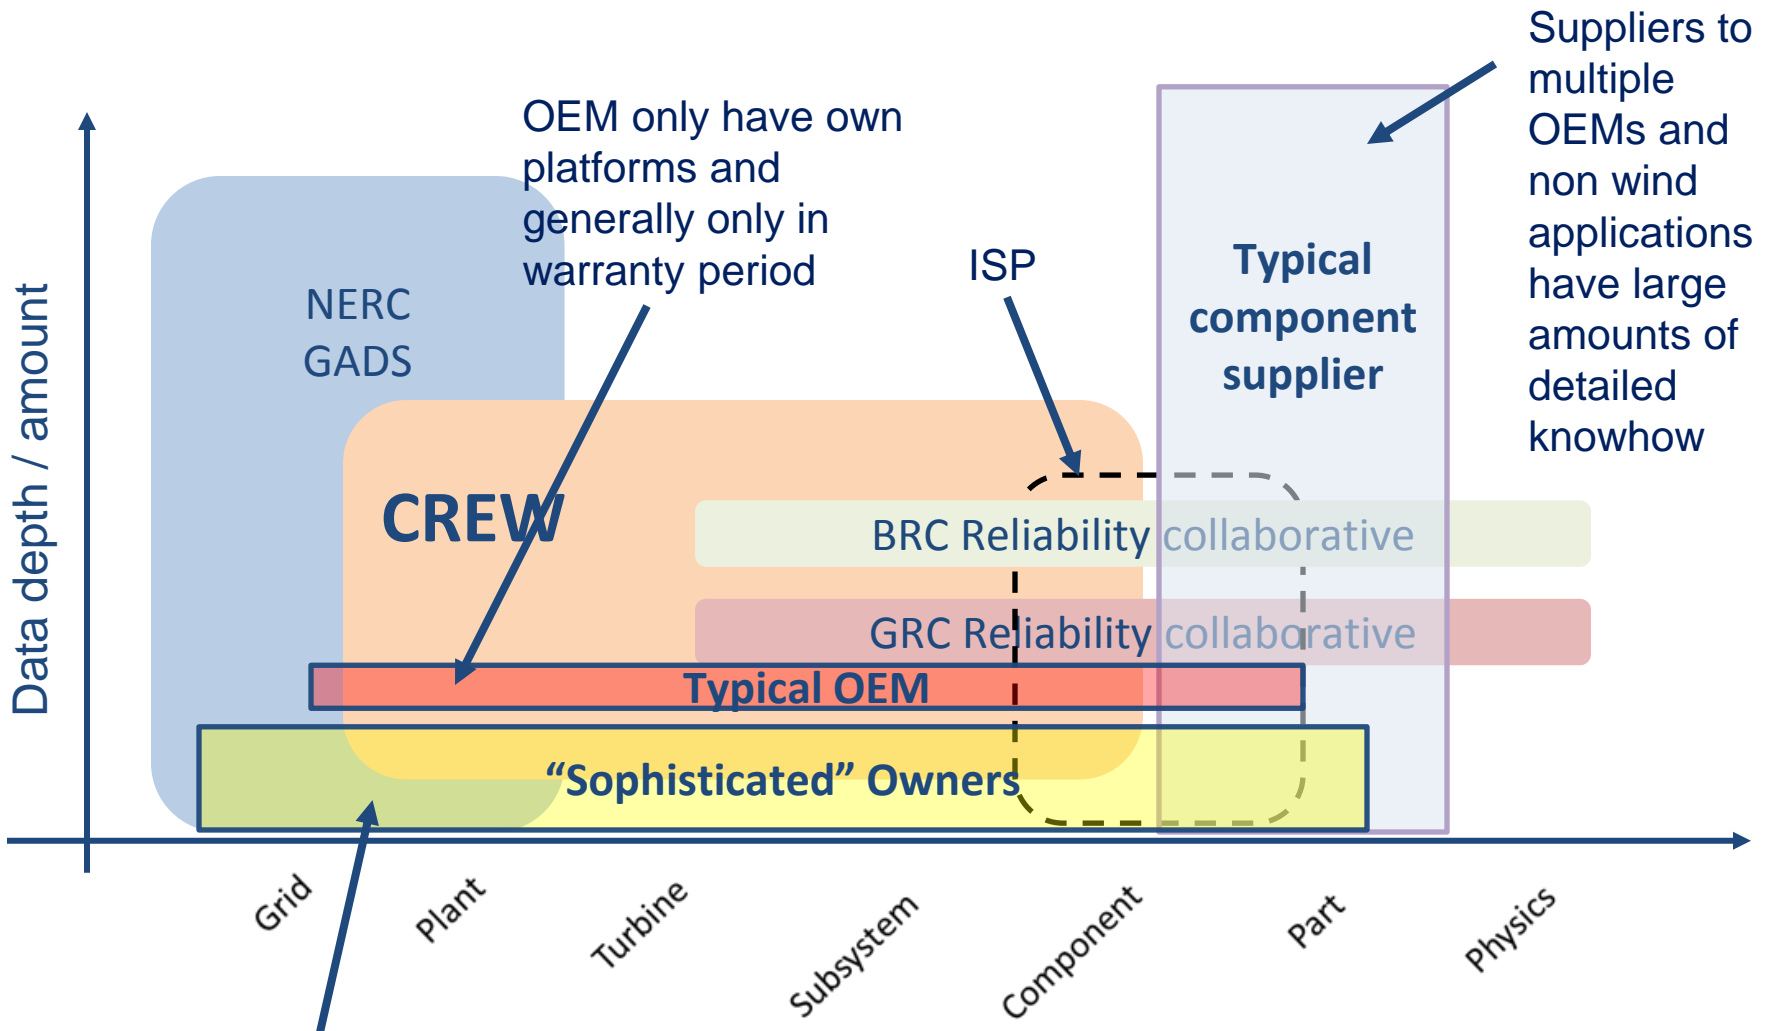 Suppliers to
multiple
OEMs and
non wind
applications
have large
amounts of
detailed
knowhow
OEM only have own
platforms and
generally only in
warranty period
ISP
Typical
component
supplier
NERC
GADS
Data depth / amount
CREW
BRC Reliability collaborative
GRC Reliability collaborative
Typical OEM
“Sophisticated” Owners
Grid
Plant
Turbine
Subsystem
Component
Part
Physics